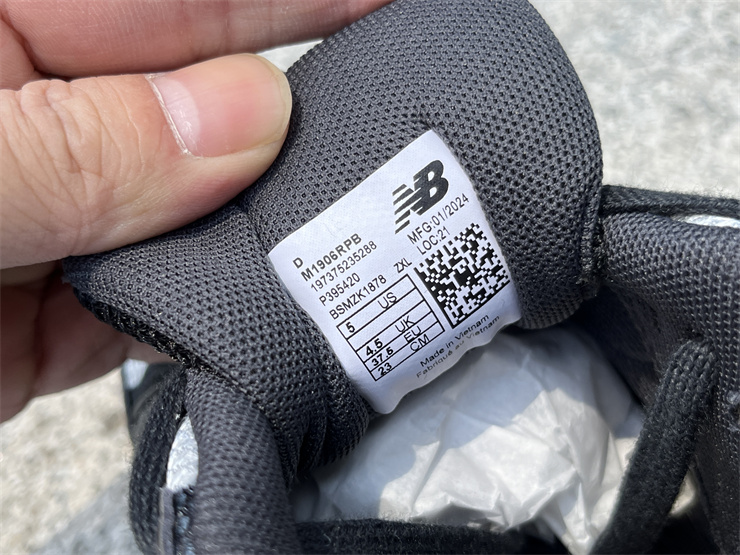 NB
D
M1906RPB
197375235288
P395420
BSMZK1878 ZXL
MFG:01/2024
LOC:21
5 US
4.5 UK
37.5 EU
23 CM
Made in Vietnam
Fabriqué au Vietnam